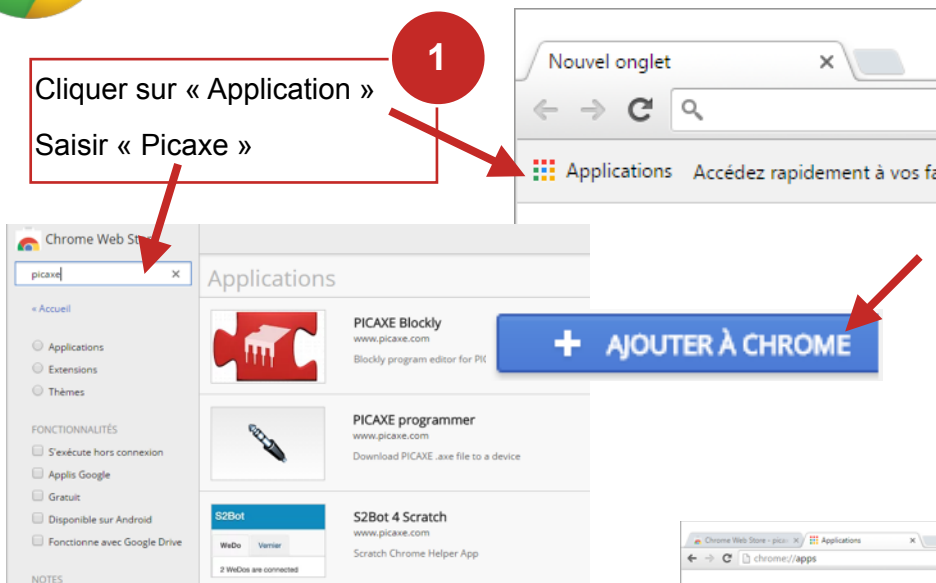 1
Cliquer sur « Application »
Saisir « Picaxe »
Nouvel onglet
Applications Accédez rapidement à vos fa
Chrome Web Sto
picaxe
« Accueil
Applications
Extensions
Thèmes
FONCTIONNALITÉS
S'exécute hors connexion
Applis Google
Gratuit
Disponible sur Android
Fonctionne avec Google Drive
NOTES
Applications
PICAXE Blockly
www.picaxe.com
Blockly program editor for PIC
PICAXE programmer
www.picaxe.com
Download PICAXE .axe file to a device
S2Bot
WeDo Vernier
2 WeDos are connected
S2Bot 4 Scratch
www.picaxe.com
Scratch Chrome Helper App
+ AJOUTER À CHROME
Chrome Web Store - pica
Applications
chrome://apps